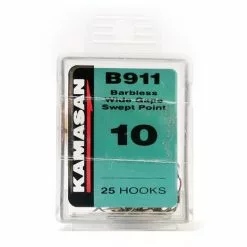 KAMASAN
B911
Barbless
Wide Gape
Swept Point
10
25 HOOKS